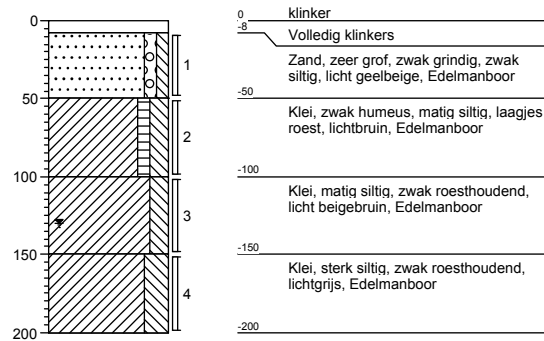 0
50
100
150
200
1
2
3
4
0
klinker
-8
Volledig klinkers
Zand, zeer grof, zwak grindig, zwak
siltig, licht geelbeige, Edelmanboor
-50
Klei, zwak humeus, matig siltig, laagjes
roest, lichtbruin, Edelmanboor
-100
Klei, matig siltig, zwak roesthoudend,
licht beigebruin, Edelmanboor
-150
Klei, sterk siltig, zwak roesthoudend,
lichtgrijs, Edelmanboor
-200